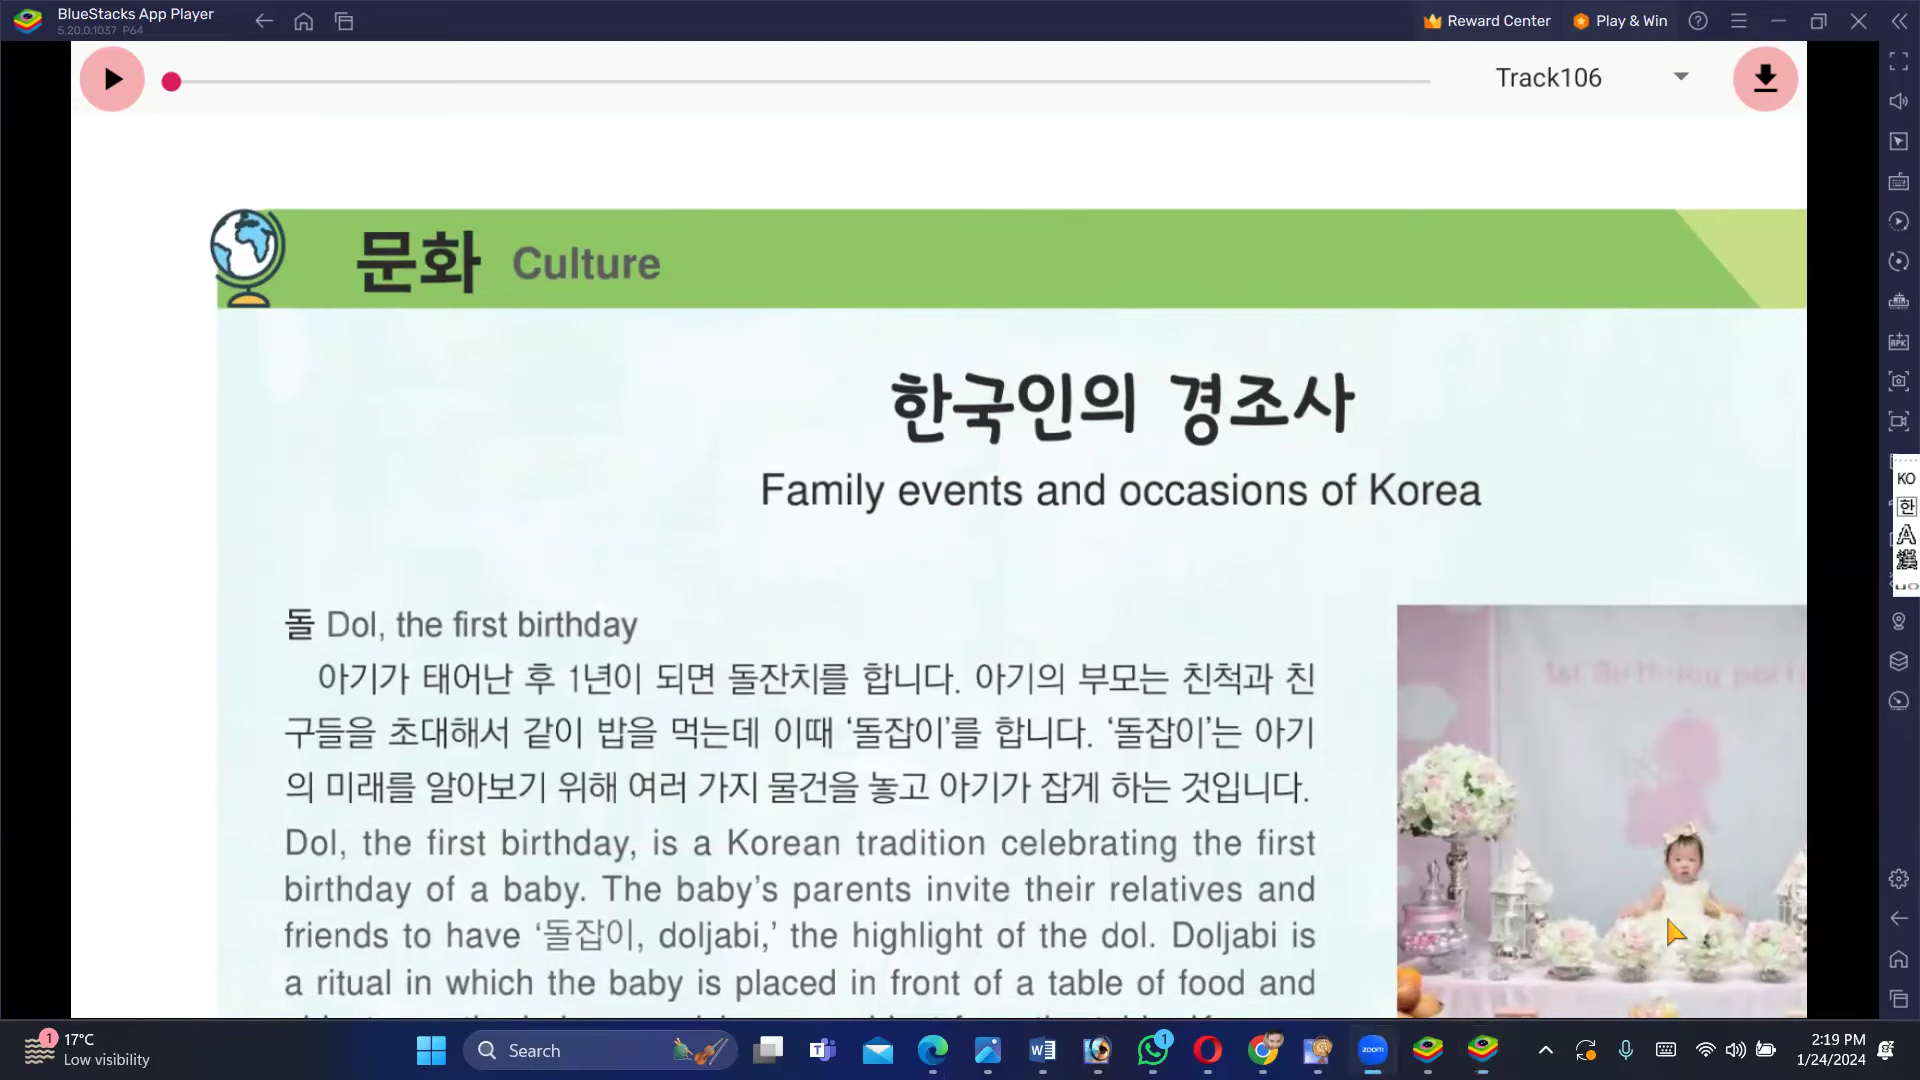 BlueStacks App Player
5.20.0.1037 P64
Reward Center
Play & Win
Track106
문화 Culture
한국인의 경조사
Family events and occasions of Korea
돌 Dol, the first birthday
아기가 태어난 후 1년이 되면 돌잔치를 합니다. 아기의 부모는 친척과 친
구들을 초대해서 같이 밥을 먹는데 이때 ‘돌잡이’를 합니다. ‘돌잡이’는 아기
의 미래를 알아보기 위해 여러 가지 물건을 놓고 아기가 잡게 하는 것입니다.
Dol, the first birthday, is a Korean tradition celebrating the first
birthday of a baby. The baby’s parents invite their relatives and
friends to have ‘돌잡이, doljabi,’ the highlight of the dol. Doljabi is
a ritual in which the baby is placed in front of a table of food and
1st Birthday
KO
한
A
漢
1
17°C
Low visibility
Search
1
zoom
2:19 PM
1/24/2024